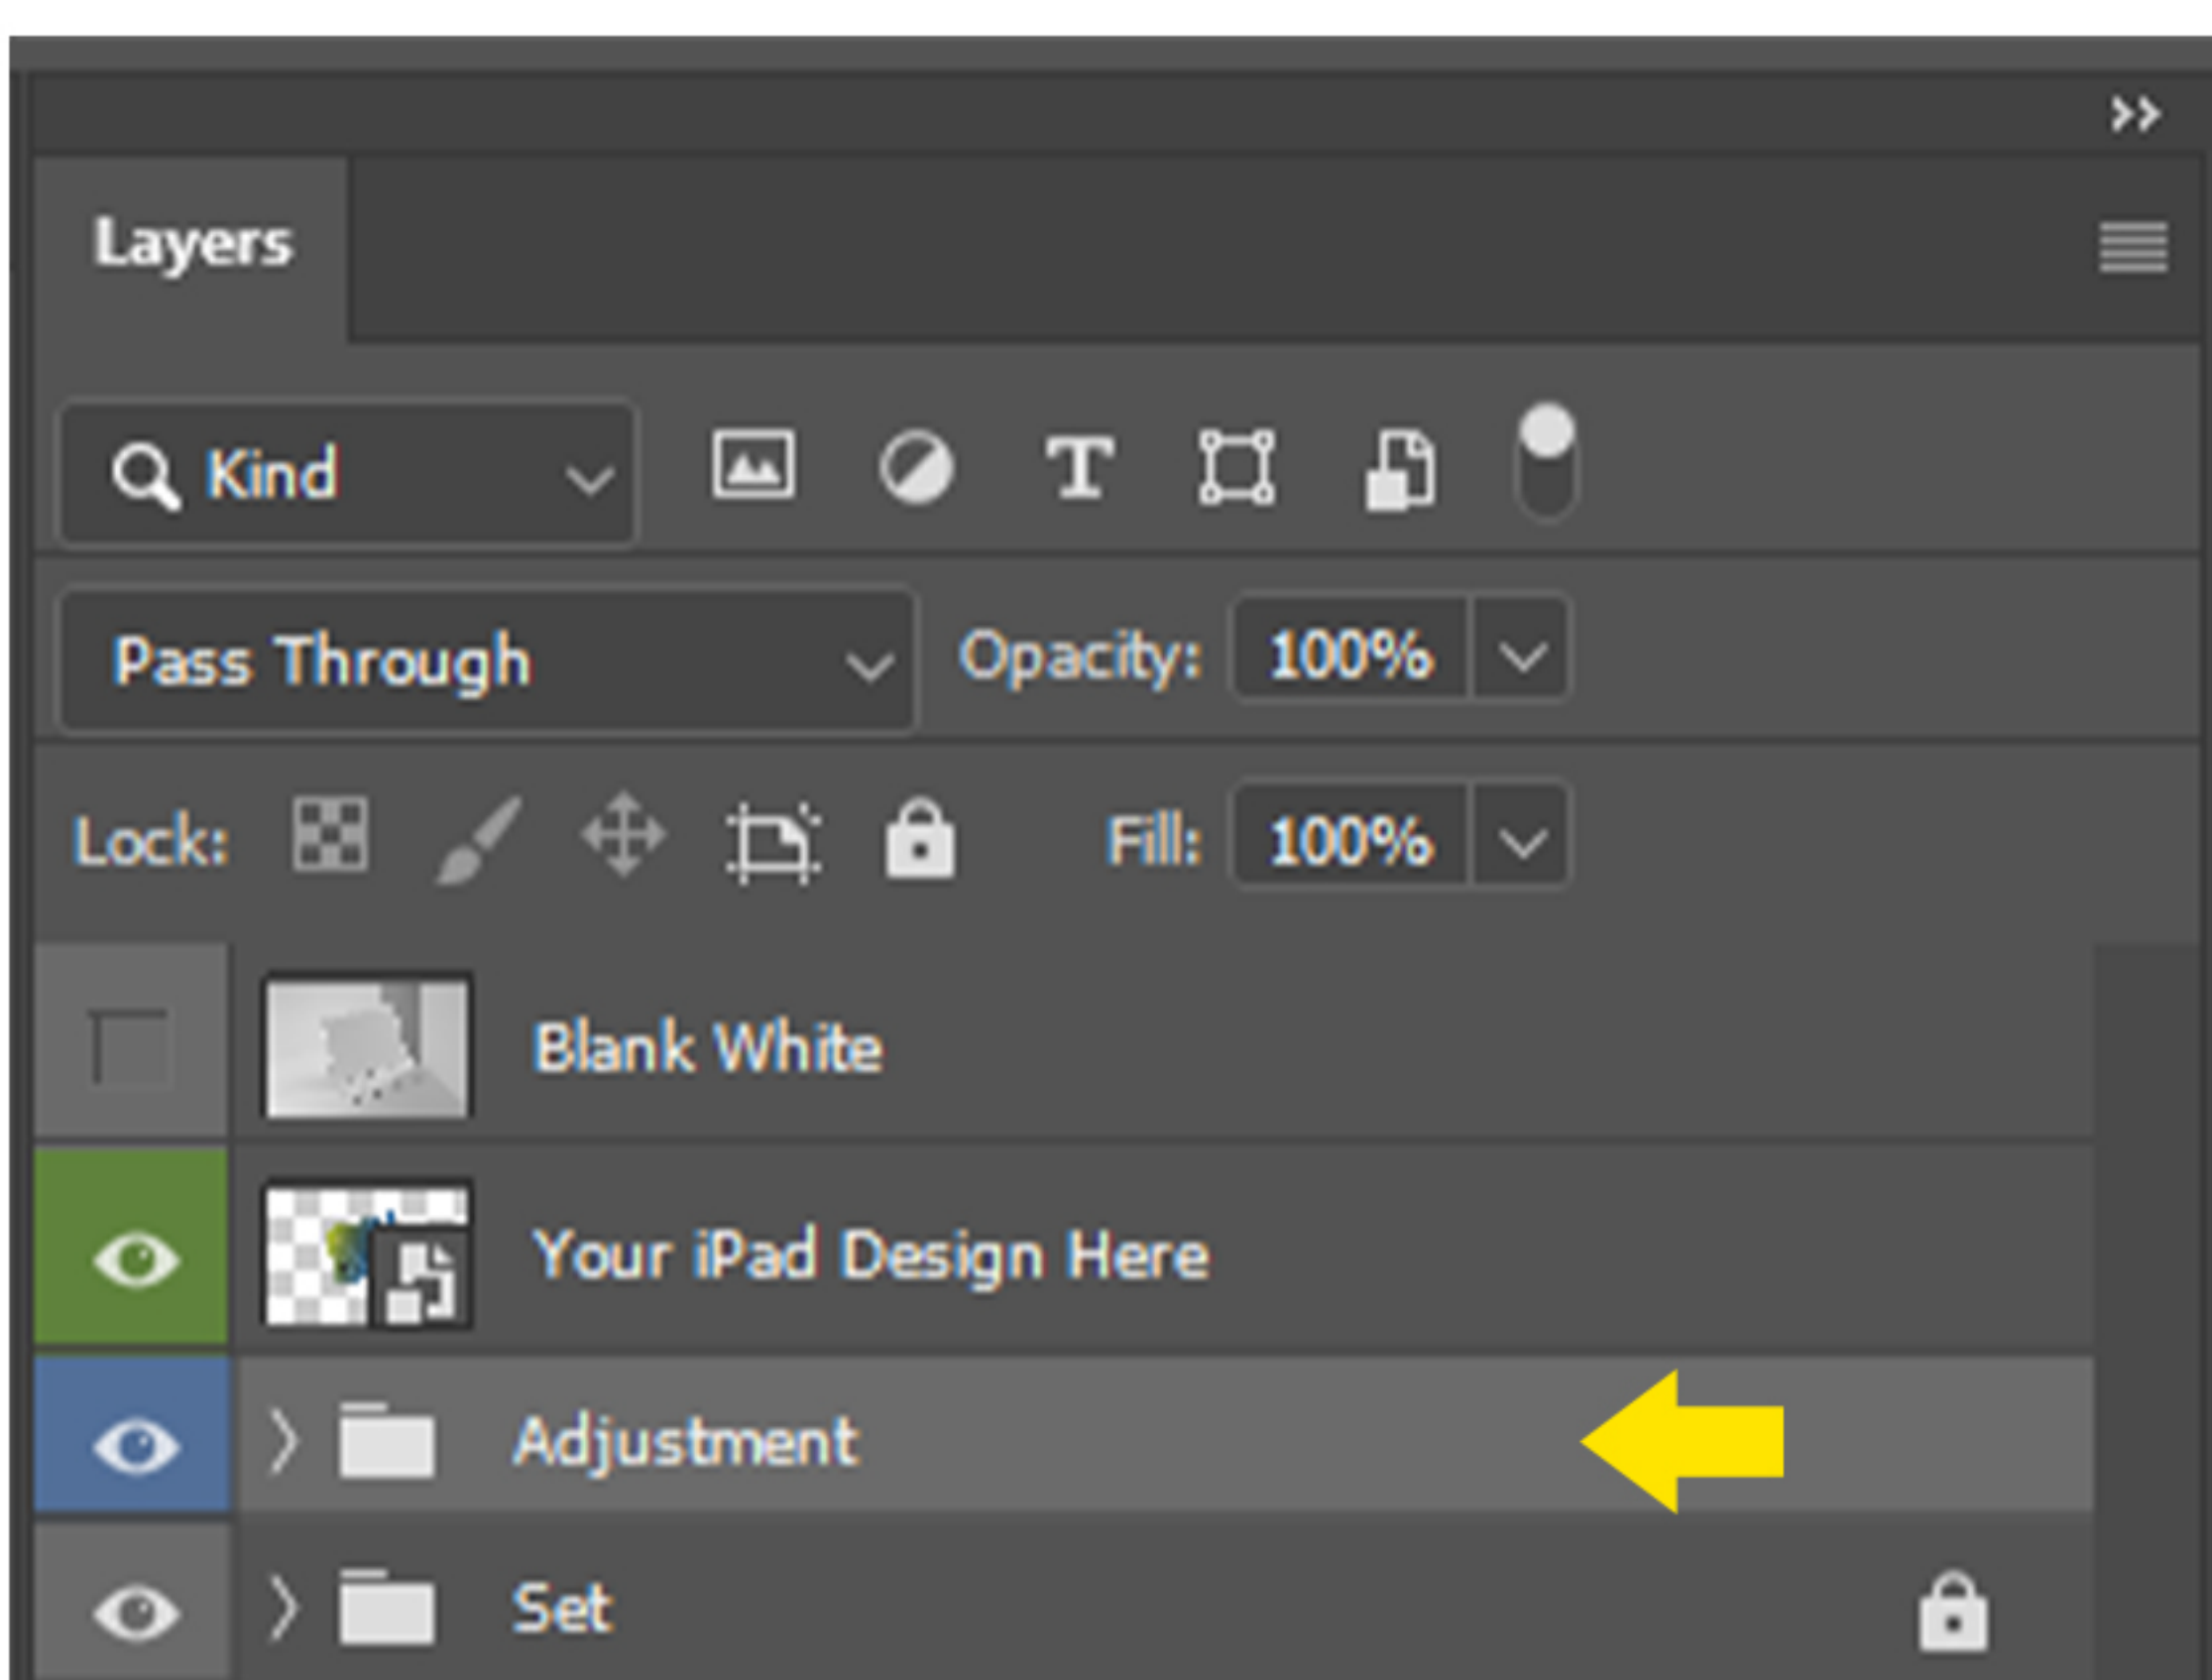 Layers
Kind
Pass Through Opacity: 100%
Lock: Fill: 100%
Blank White
Your iPad Design Here
Adjustment
Set